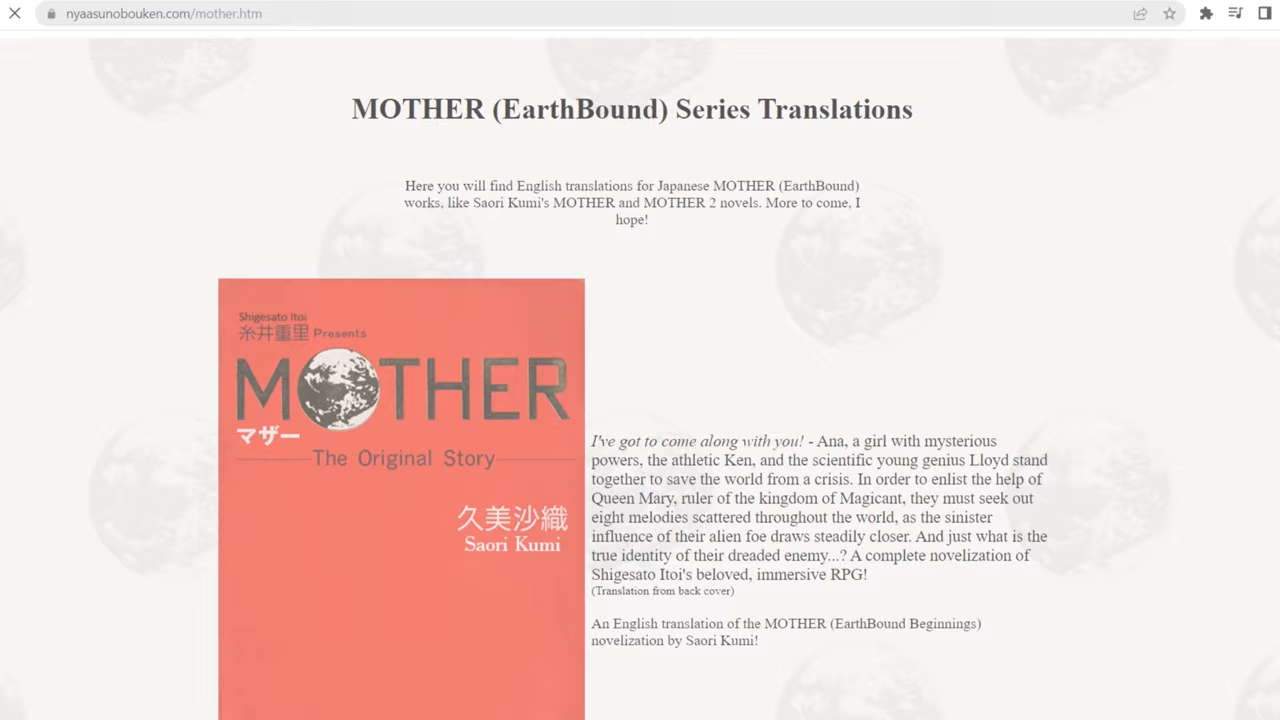 nyaasunobouken.com/mother.htm
MOTHER (EarthBound) Series Translations
Here you will find English translations for Japanese MOTHER (EarthBound)
works, like Saori Kumi's MOTHER and MOTHER 2 novels. More to come, I
hope!
Shigesato Itoi
糸井重里 Presents
MOTHER
マザー
The Original Story
久美沙織
Saori Kumi
I've got to come along with you! - Ana, a girl with mysterious
powers, the athletic Ken, and the scientific young genius Lloyd stand
together to save the world from a crisis. In order to enlist the help of
Queen Mary, ruler of the kingdom of Magicant, they must seek out
eight melodies scattered throughout the world, as the sinister
influence of their alien foe draws steadily closer. And just what is the
true identity of their dreaded enemy...? A complete novelization of
Shigesato Itoi's beloved, immersive RPG!
(Translation from back cover)
An English translation of the MOTHER (EarthBound Beginnings)
novelization by Saori Kumi!